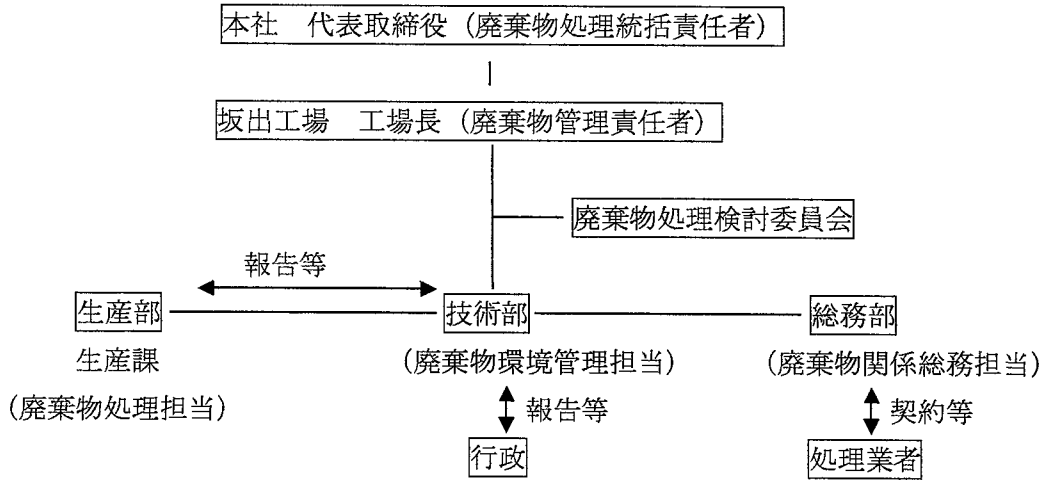 本社　代表取締役（廃棄物処理統括責任者）
坂出工場　工場長（廃棄物管理責任者）
廃棄物処理検討委員会
報告等
生産部
技術部
総務部
生産課
（廃棄物環境管理担当）
（廃棄物関係総務担当）
（廃棄物処理担当）
報告等
契約等
行政
処理業者